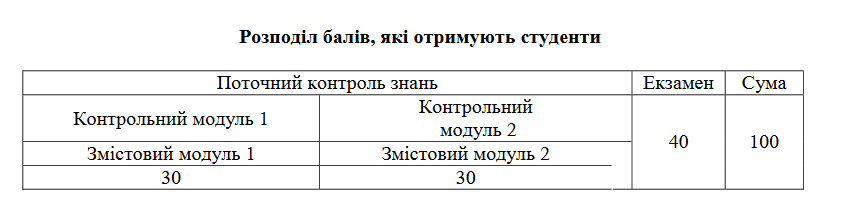 Розподіл балів, які отримують студенти
Поточний контроль знань Екзамен Сума
Контрольний модуль 1 Контрольний
модуль 2
40 100
Змістовий модуль 1 Змістовий модуль 2
30 30